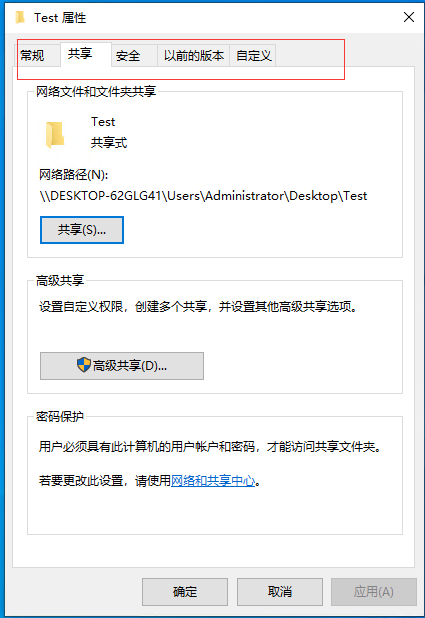 Test 属性
常规 共享 安全 以前的版本 自定义
网络文件和文件夹共享
Test
共享式
网络路径(N):
\\DESKTOP-62GLG41\Users\Administrator\Desktop\Test
共享(S)...
高级共享
设置自定义权限，创建多个共享，并设置其他高级共享选项。
高级共享(D)...
密码保护
用户必须具有此计算机的用户帐户和密码，才能访问共享文件夹。
若要更改此设置，请使用网络和共享中心。
确定 取消 应用(A)